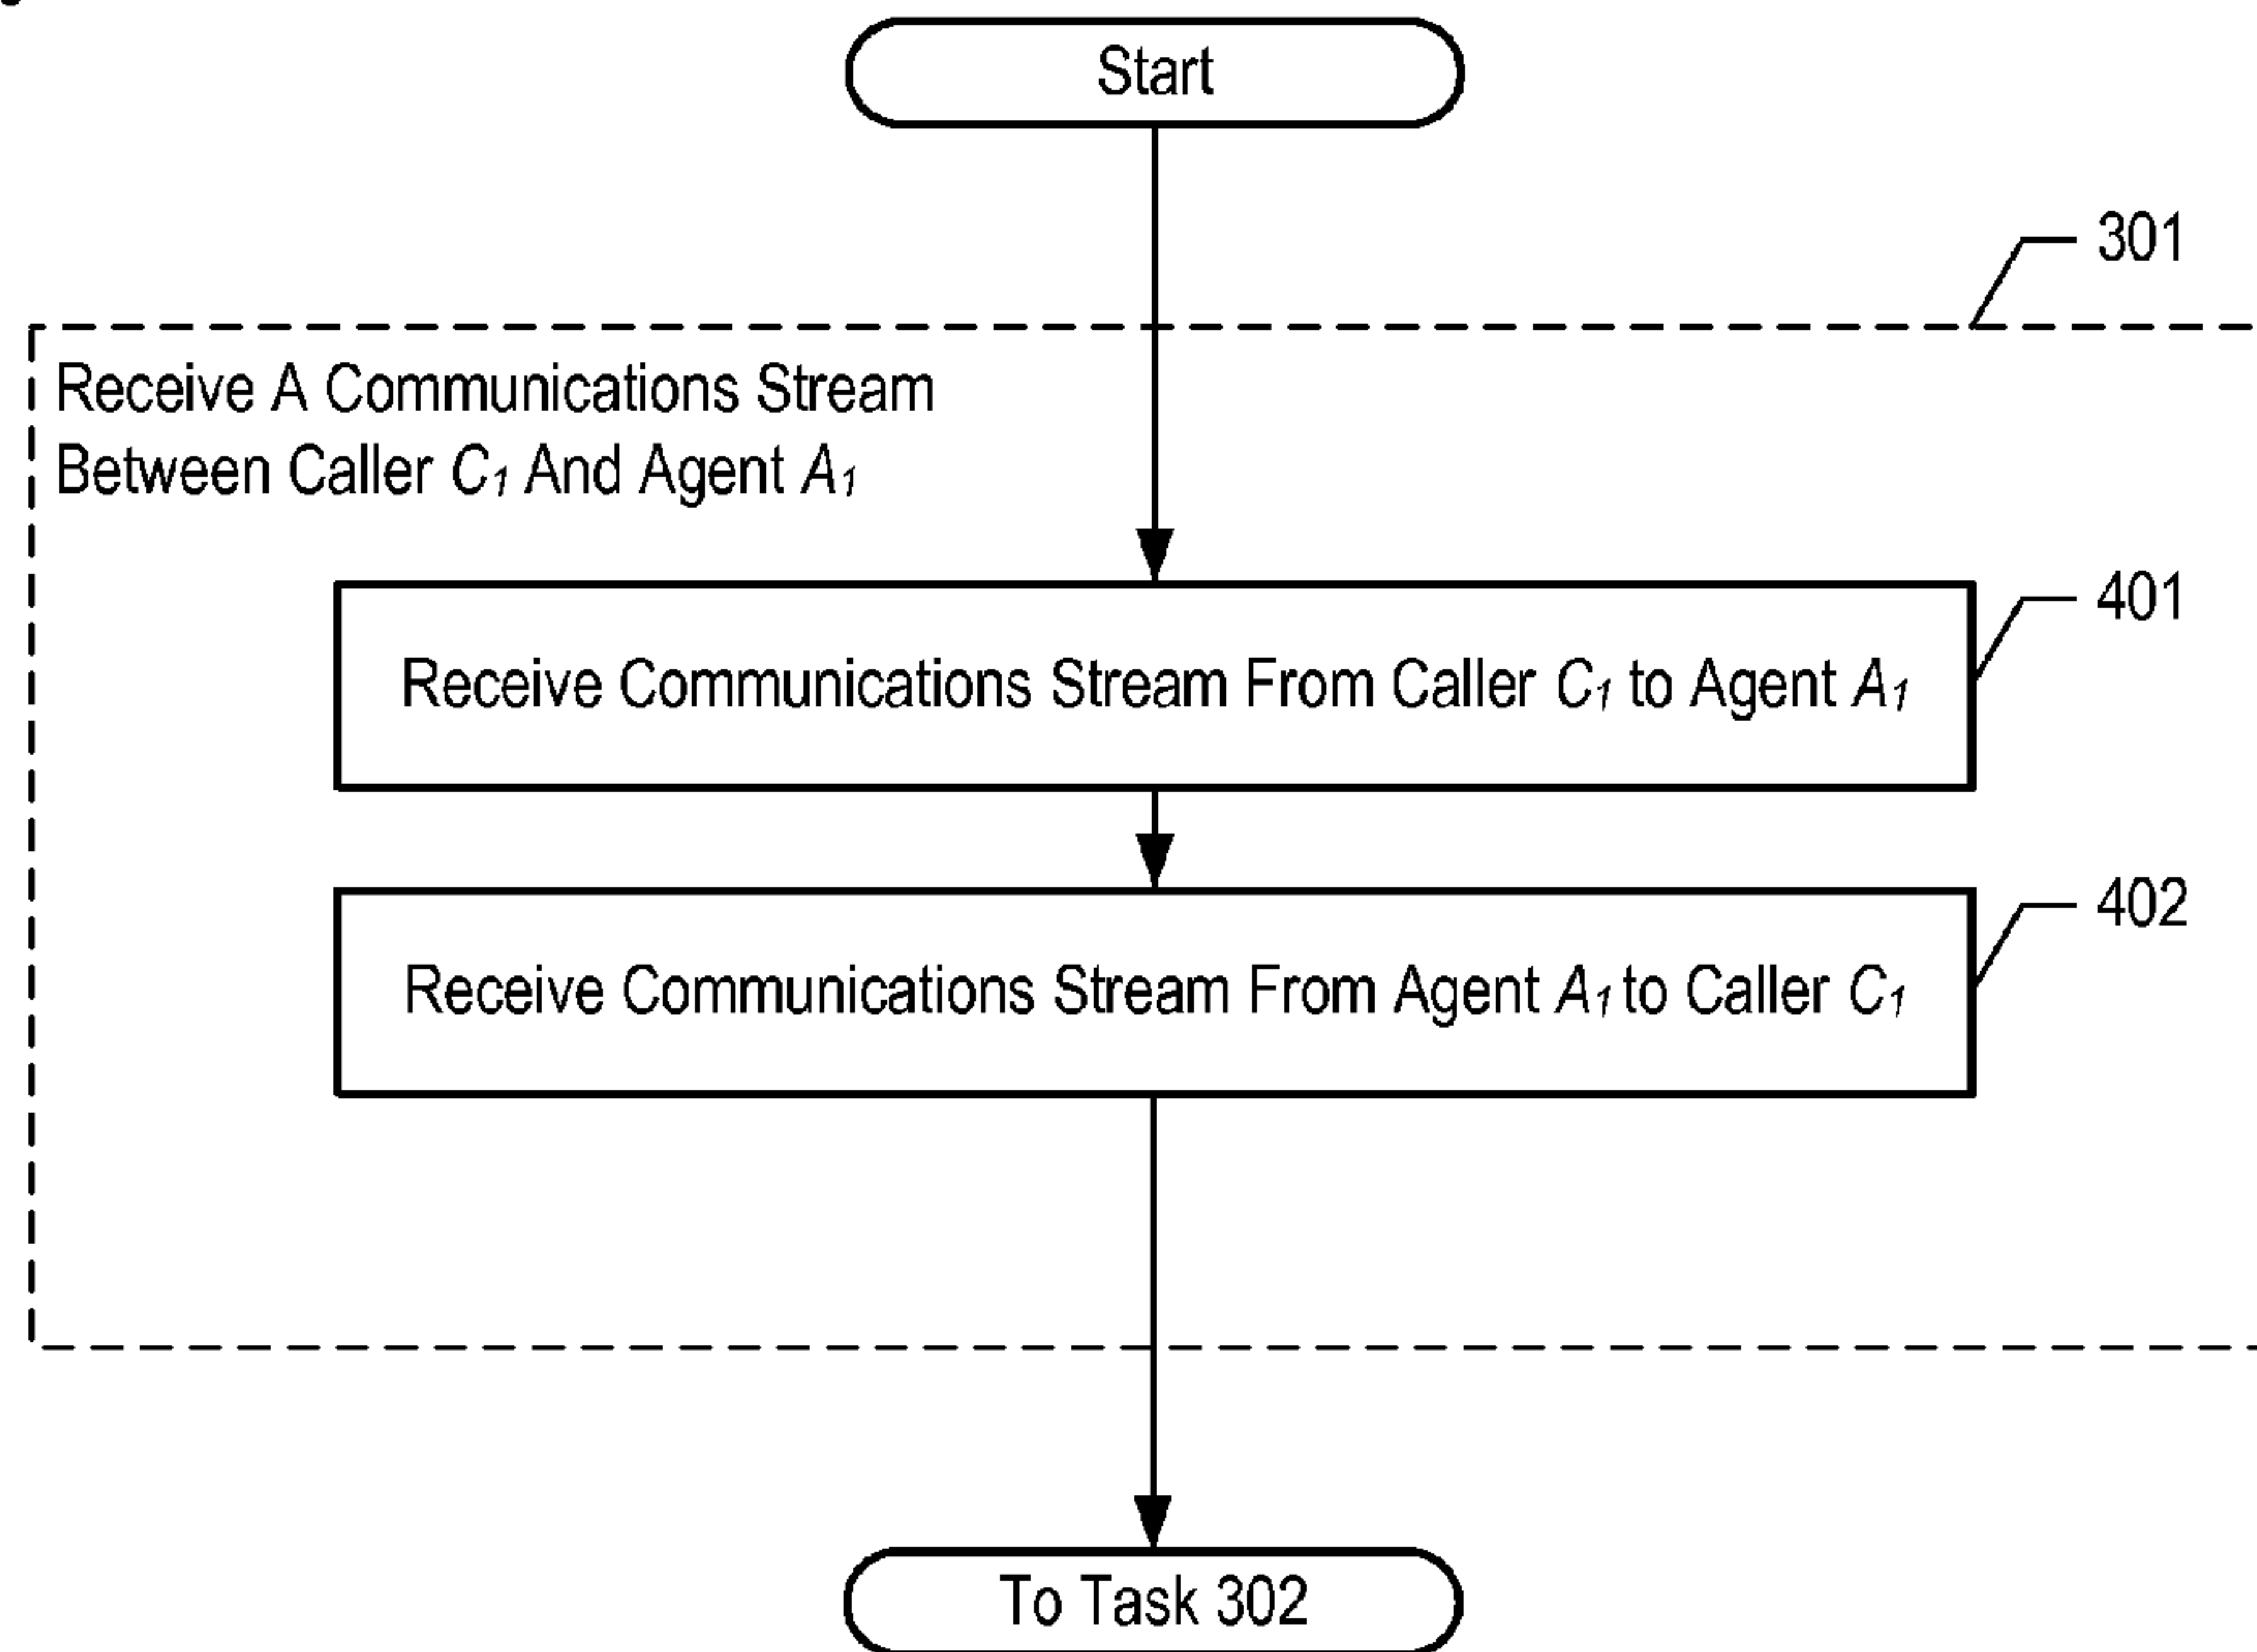 Start
301
Receive A Communications Stream
Between Caller C₁ And Agent A₁
401
Receive Communications Stream From Caller C₁ to Agent A₁
402
Receive Communications Stream From Agent A₁ to Caller C₁
To Task 302